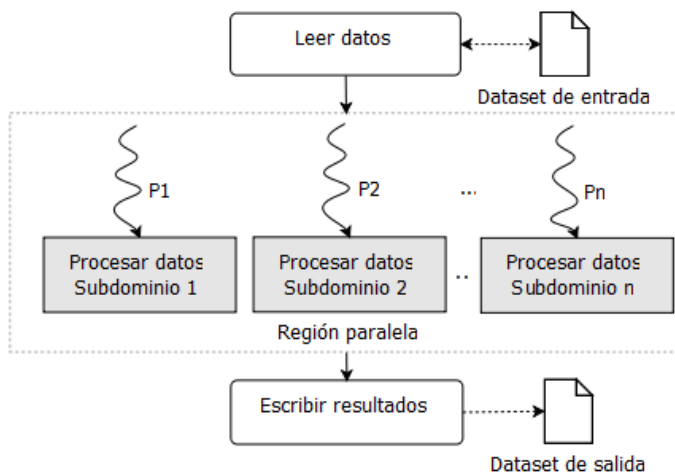 Leer datos
Dataset de entrada
P1
P2
...
Pn
Procesar datos
Subdominio 1
Procesar datos
Subdominio 2
..
Procesar datos
Subdominio n
Región paralela
Escribir resultados
Dataset de salida